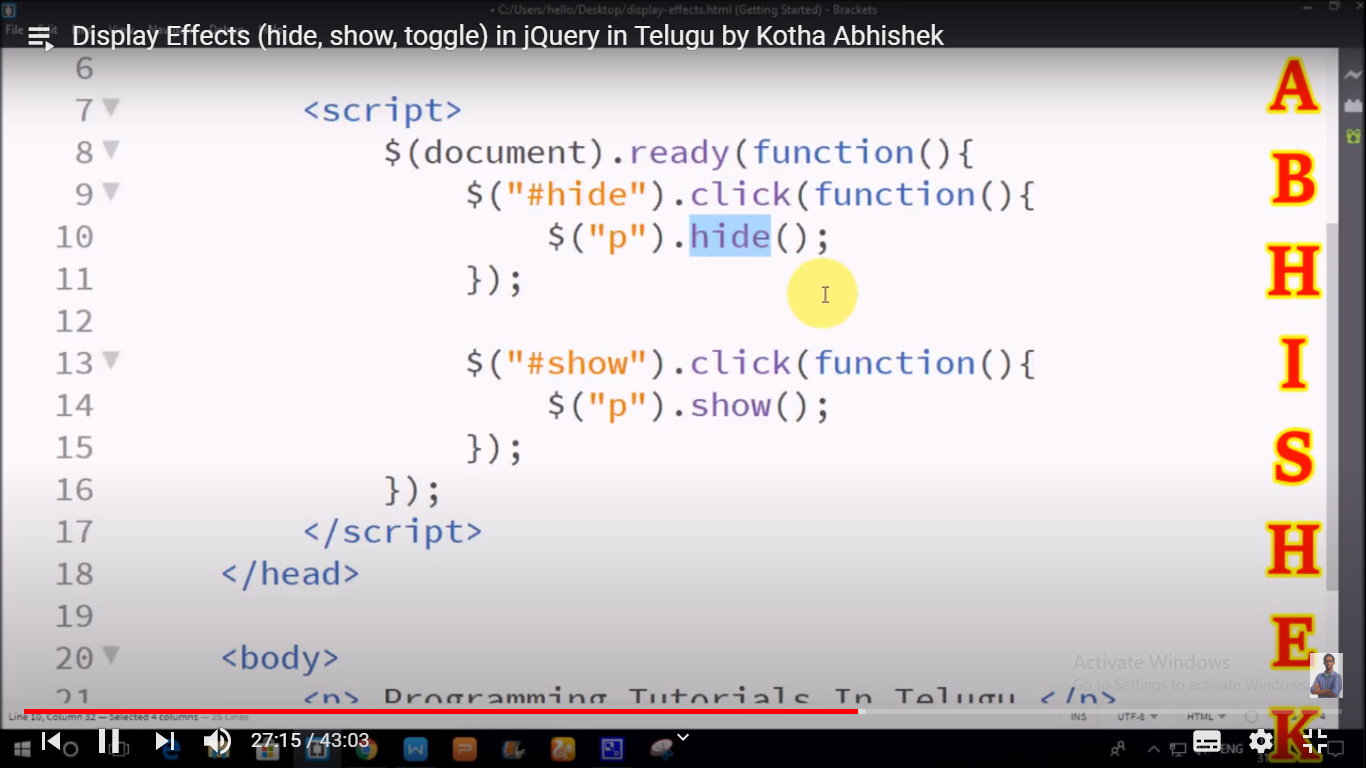 • C:/Users/hello/Desktop/display-effects.html (Getting Started) - Brackets
File Edit
Display Effects (hide, show, toggle) in jQuery in Telugu by Kotha Abhishek
6
7 <script>
8 $(document).ready(function(){
9 $("#hide").click(function(){
10 $("p").hide();
11 });
12
13 $("#show").click(function(){
14 $("p").show();
15 });
16 });
17 </script>
18 </head>
19
20 <body>
21 <p> Programming Tutorials In Telugu </p>
A
B
H
I
S
H
E
K
Activate Windows
Go to Settings to activate Windows.
Line 10, Column 32 — Selected 4 columns — 25 Lines
INS UTF-8 HTML 4
27:15 / 43:03
ENG